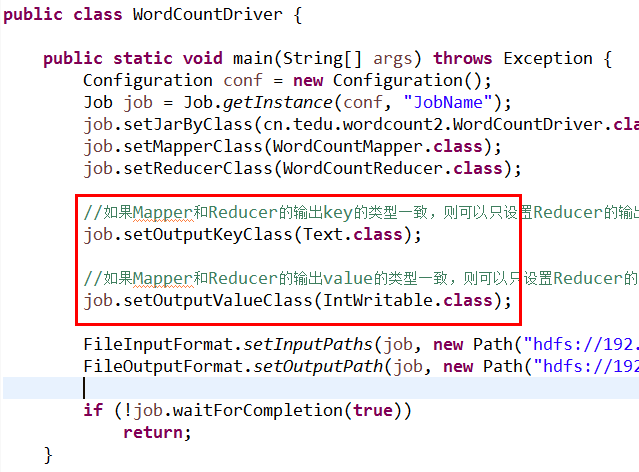 public class WordCountDriver {
public static void main(String[] args) throws Exception {
Configuration conf = new Configuration();
Job job = Job.getInstance(conf, "JobName");
job.setJarByClass(cn.tedu.wordcount2.WordCountDriver.cla
job.setMapperClass(WordCountMapper.class);
job.setReducerClass(WordCountReducer.class);
//如果Mapper和Reducer的输出key的类型一致，则可以只设置Reducer的输出
job.setOutputKeyClass(Text.class);
//如果Mapper和Reducer的输出value的类型一致，则可以只设置Reducer的
job.setOutputValueClass(IntWritable.class);
FileInputFormat.setInputPaths(job, new Path("hdfs://192.
FileOutputFormat.setOutputPath(job, new Path("hdfs://192
if (!job.waitForCompletion(true))
return;
}